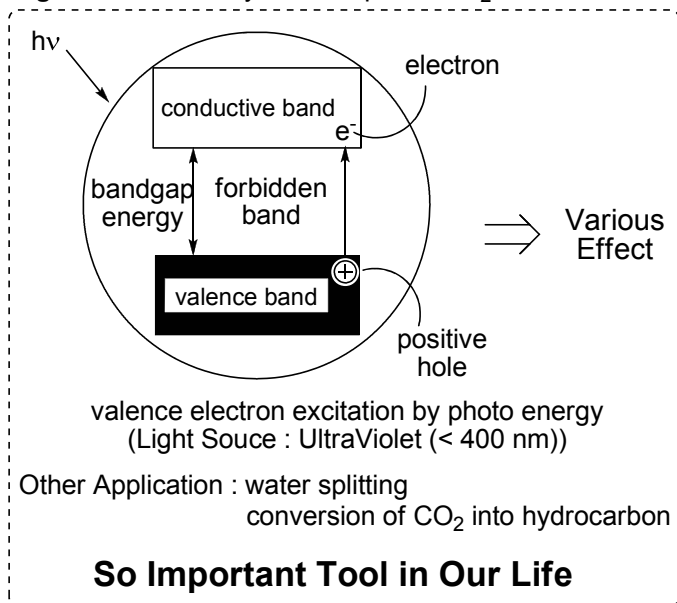 hν
electron
conductive band
e-
bandgap energy
forbidden band
Various Effect
valence band
+
positive hole
valence electron excitation by photo energy
(Light Souce : UltraViolet (< 400 nm))
Other Application : water splitting
conversion of CO2 into hydrocarbon
So Important Tool in Our Life